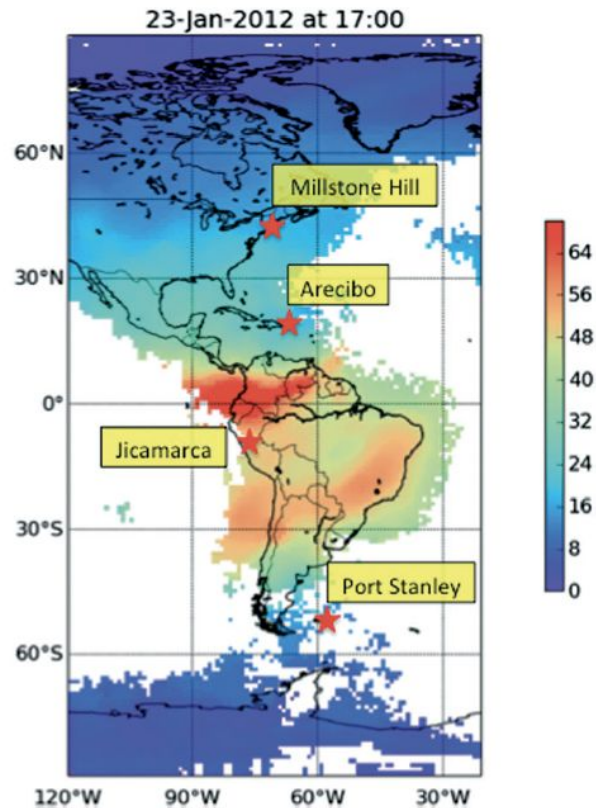 23-Jan-2012 at 17:00
60°N
Millstone Hill
30°N
Arecibo
0°
Jicamarca
30°S
Port Stanley
60°S
120°W
90°W
60°W
30°W
64
56
48
40
32
24
16
8
0